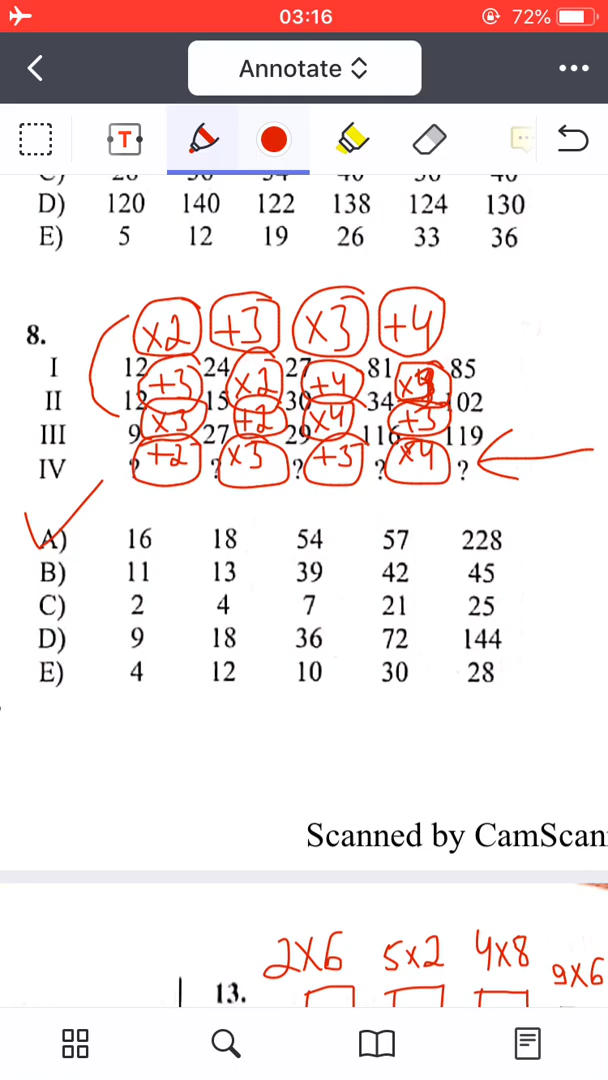 03:16
72%
Annotate
T
D) 120 140 122 138 124 130
E) 5 12 19 26 33 36
8.
×2 +3 ×3 +4
I 12 24 27 81 85
+3 ×2 +4
II 12 15 30 34 102
×3 +2 ×4 +3
III 9 27 29 116 119
+2 ×3 +3 ×4
IV ? ? ? ? ?
A) 16 18 54 57 228
B) 11 13 39 42 45
C) 2 4 7 21 25
D) 9 18 36 72 144
E) 4 12 10 30 28
Scanned by CamScan
2×6 5×2 4×8 9×6
13.